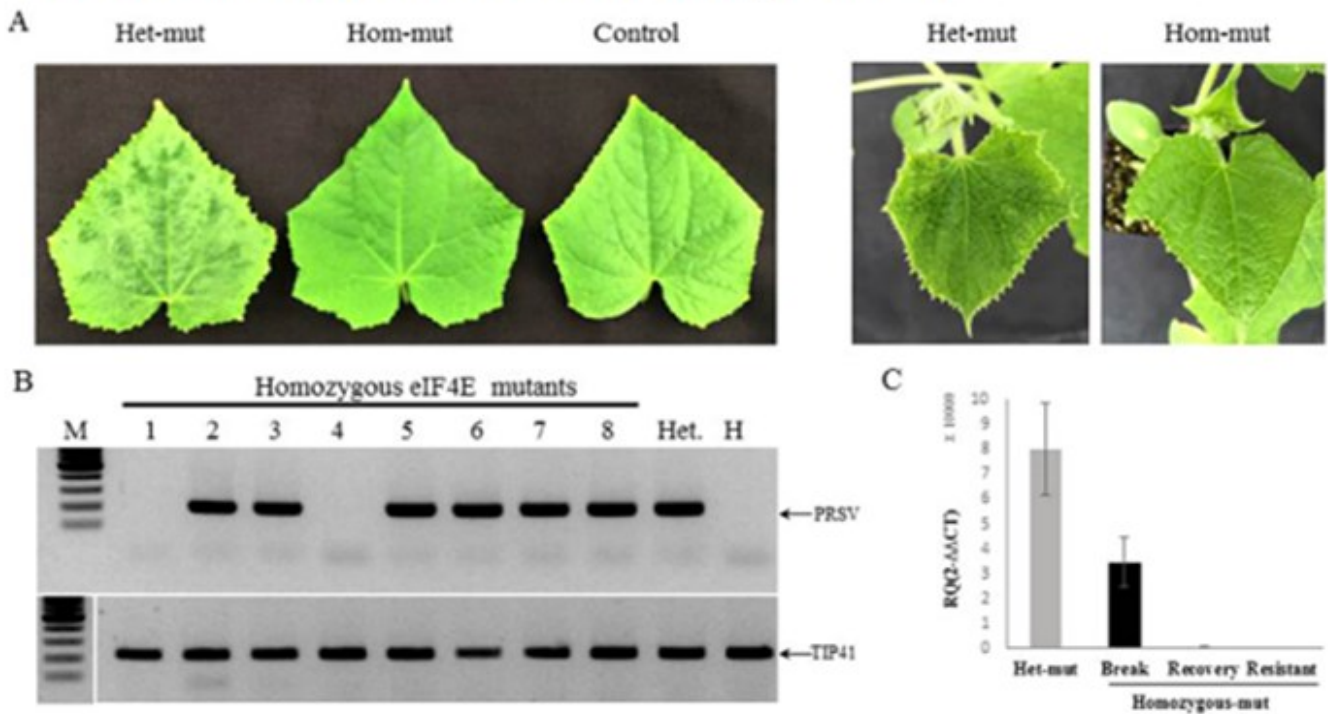 A
Het-mut Hom-mut Control Het-mut Hom-mut
B
Homozygous eIF4E mutants
M 1 2 3 4 5 6 7 8 Het. H
PRSV
TIP41
C
x 10000
10
9
8
7
6
5
4
3
2
1
0
RQ(2-ΔΔCT)
Het-mut Break Recovery Resistant
Homozygous-mut